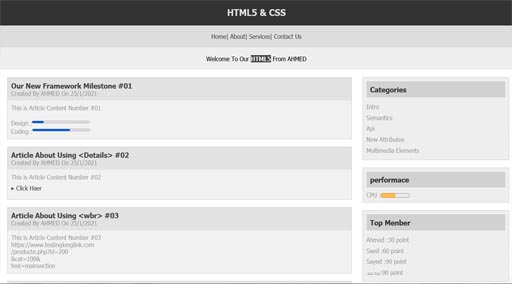 HTML5 & CSS
Home| About| Services| Contact Us
Welcome To Our HTML5 From AHMED
Our New Framework Milestone #01
Created By AHMED On 25/1/2021
This is Article Content Number #01
Design
Coding
Article About Using <Details> #02
Created By AHMED On 25/1/2021
This is Article Content Number #02
▸ Click Haer
Article About Using <wbr> #03
Created By AHMED On 25/1/2021
This is Article Content Number #03
https://www.testinglonglink.com
/producte.php?id=200
&cat=100&
test=mainsection
Categories
Intro
Semantics
Api
New Attributes
Multimedia Elements
performace
CPU
Top Menber
Ahmed :30 point
Saed :60 point
Sayed :90 point
محمد:90 point